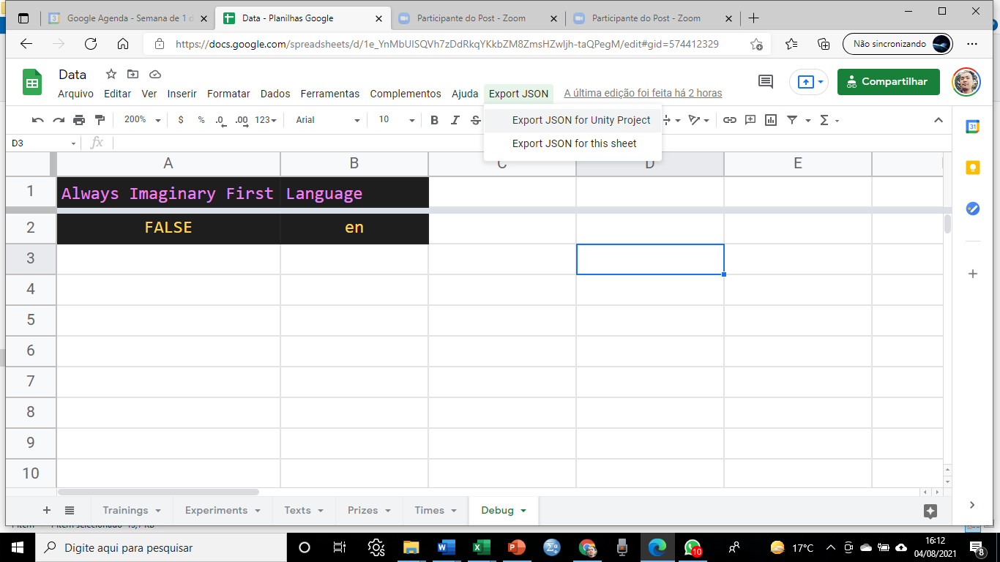 Google Agenda - Semana de 1 d
Data - Planilhas Google
Participante do Post - Zoom
Participante do Post - Zoom
https://docs.google.com/spreadsheets/d/1e_YnMbUISQVh7zDdRkqYKkbZM8ZmsHZwIjh-taQPegM/edit#gid=574412329
Não sincronizando
Data
Arquivo Editar Ver Inserir Formatar Dados Ferramentas Complementos Ajuda Export JSON A última edição foi feita há 2 horas
Compartilhar
200% $ % .0 .00 123 Arial 10 B I S
Export JSON for Unity Project
Export JSON for this sheet
D3 fx
A B C D E
1 Always Imaginary First Language
2 FALSE en
3
4
5
6
7
8
9
10
31
Trainings Experiments Texts Prizes Times Debug
Digite aqui para pesquisar
10
17°C
16:12
04/08/2021
8